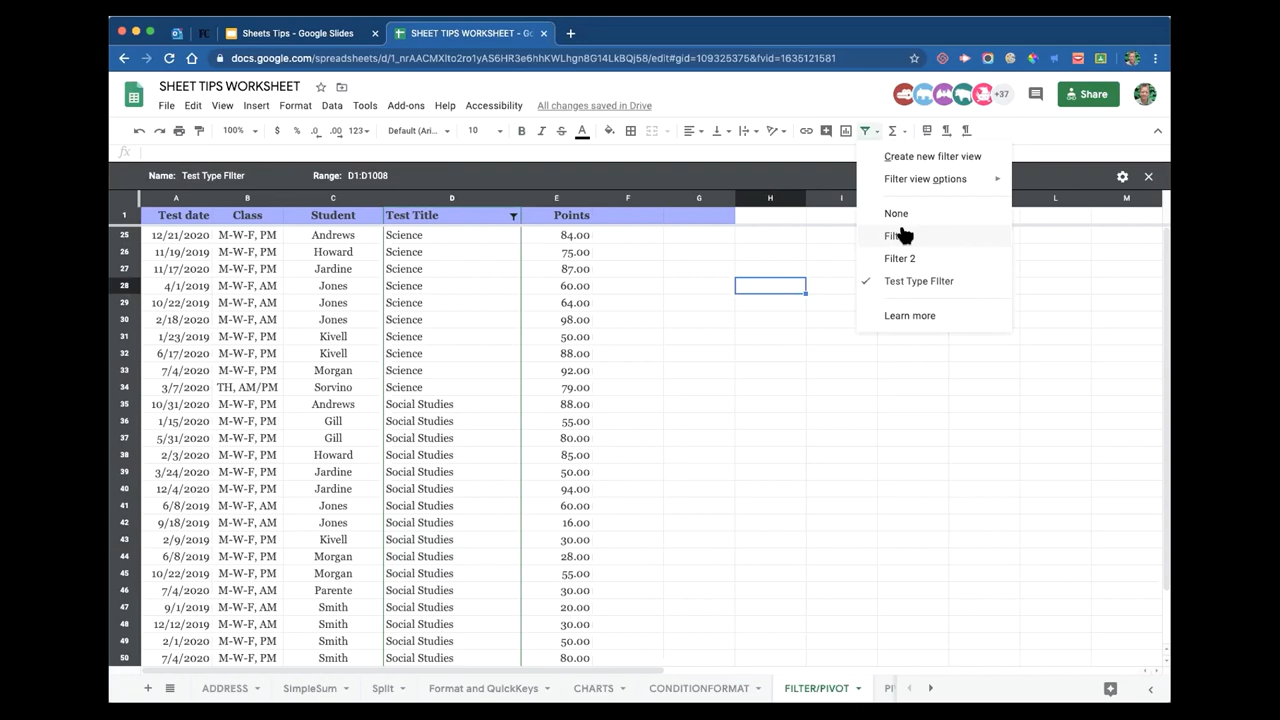 Sheets Tips - Google Slides × SHEET TIPS WORKSHEET - Go × +
docs.google.com/spreadsheets/d/1_nrAACMXIto2ro1yAS6HR3e6hhKWLhgn8G14LkBQj58/edit#gid=109325375&fvid=1635121581
SHEET TIPS WORKSHEET
+37 Share
File Edit View Insert Format Data Tools Add-ons Help Accessibility All changes saved in Drive
100% $ % .0 .00 123 Default (Ari... 10 B I S A
fx
Create new filter view
Filter view options
None
Filter 2
Test Type FIlter
Learn more
Name: Test Type FIlter Range: D1:D1008
A B C D E F G H I L M
1 Test date Class Student Test Title Points
25 12/21/2020 M-W-F, PM Andrews Science 84.00
26 11/19/2019 M-W-F, PM Howard Science 75.00
27 11/17/2020 M-W-F, PM Jardine Science 87.00
28 4/1/2019 M-W-F, AM Jones Science 60.00
29 10/22/2019 M-W-F, AM Jones Science 64.00
30 2/18/2020 M-W-F, AM Jones Science 98.00
31 1/23/2019 M-W-F, PM Kivell Science 50.00
32 6/17/2020 M-W-F, PM Kivell Science 88.00
33 7/4/2020 M-W-F, PM Morgan Science 92.00
34 3/7/2020 TH, AM/PM Sorvino Science 79.00
35 10/31/2020 M-W-F, PM Andrews Social Studies 88.00
36 1/15/2020 M-W-F, PM Gill Social Studies 55.00
37 5/31/2020 M-W-F, PM Gill Social Studies 80.00
38 2/3/2020 M-W-F, PM Howard Social Studies 85.00
39 3/24/2020 M-W-F, PM Jardine Social Studies 50.00
40 12/4/2020 M-W-F, PM Jardine Social Studies 94.00
41 6/8/2019 M-W-F, AM Jones Social Studies 60.00
42 9/18/2019 M-W-F, AM Jones Social Studies 16.00
43 2/9/2019 M-W-F, PM Kivell Social Studies 30.00
44 6/8/2019 M-W-F, PM Morgan Social Studies 28.00
45 10/22/2019 M-W-F, PM Morgan Social Studies 55.00
46 7/4/2020 M-W-F, AM Parente Social Studies 30.00
47 9/1/2019 M-W-F, AM Smith Social Studies 20.00
48 12/12/2019 M-W-F, AM Smith Social Studies 30.00
49 2/1/2020 M-W-F, PM Smith Social Studies 50.00
50 7/4/2020 M-W-F, PM Smith Social Studies 80.00
ADDRESS SimpleSum Split Format and QuickKeys CHARTS CONDITIONFORMAT FILTER/PIVOT